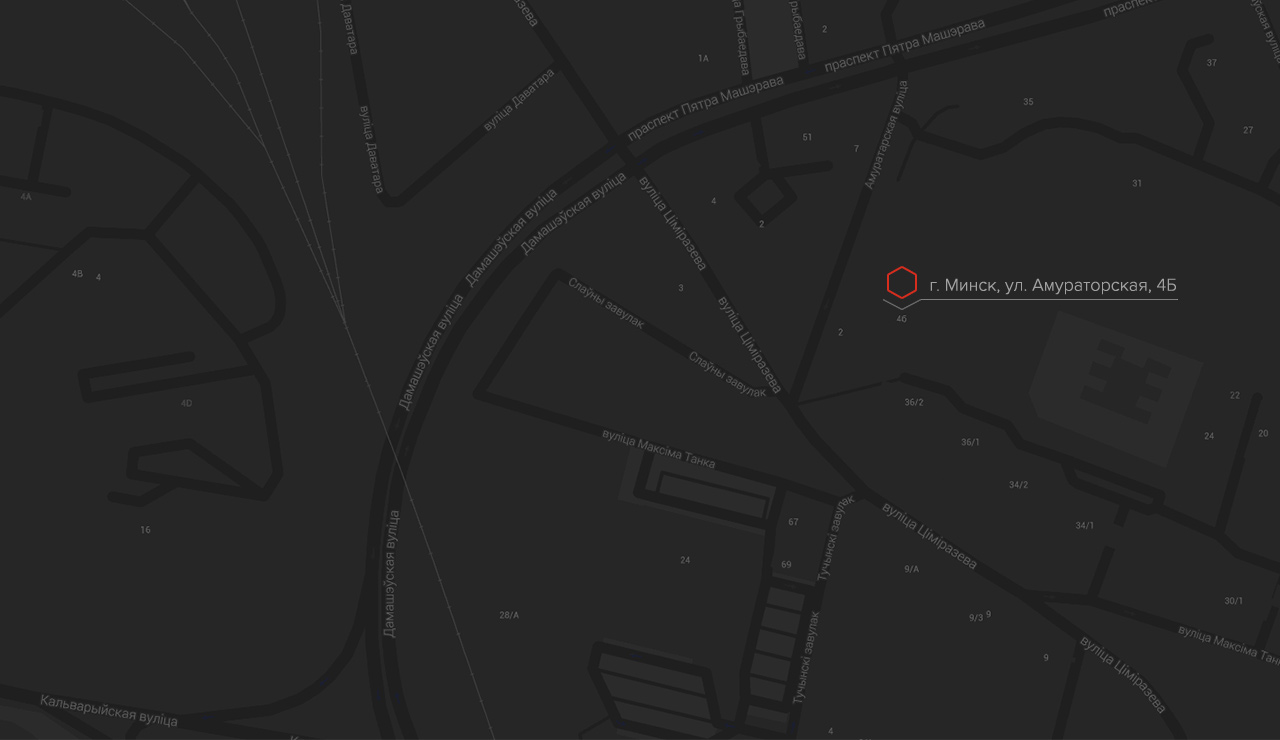 вуліца Даватара
вуліца Даватара
праспект Пятра Машэрава
праспект Пятра Машэрава
2
1А
37
35
27
51
7
31
Амуратарская вуліца
4А
4
2
Дамашэўская вуліца
Дамашэўская вуліца
вуліца Ціміразева
4В
4
3
г. Минск, ул. Амураторская, 4Б
4б
Слаўны завулак
вуліца Ціміразева
2
Дамашэўская вуліца
Слаўны завулак
4D
36/2
22
20
24
36/1
вуліца Максіма Танка
34/2
67
34/1
16
Тучынскі завулак
вуліца Ціміразева
24
69
9/А
Дамашэўская вуліца
28/А
9/3
9
30/1
вуліца Максіма Танка
9
Тучынскі завулак
вуліца Ціміразева
Кальварыйская вуліца
4